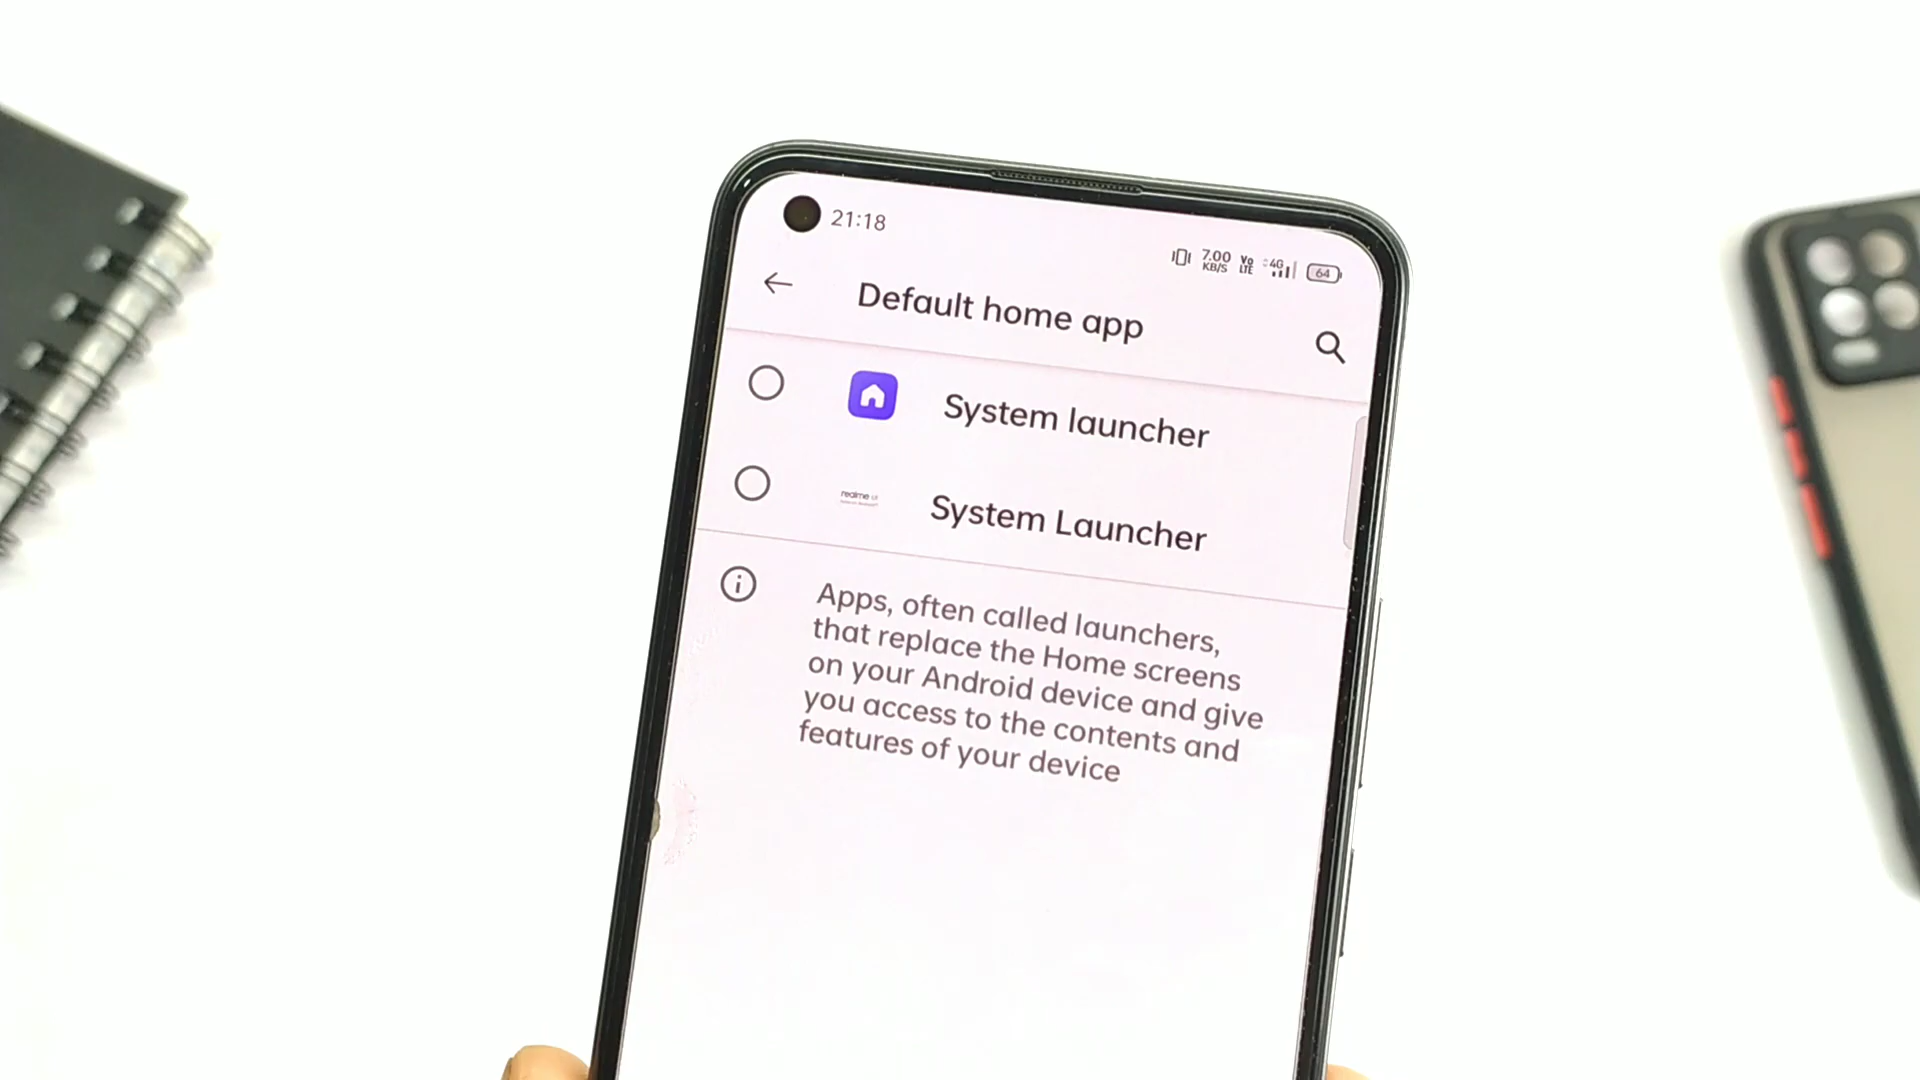 21:18
7.00
KB/S
Vo
LTE
4G
64
Default home app
System launcher
realme UI
System Launcher
Apps, often called launchers,
that replace the Home screens
on your Android device and give
you access to the contents and
features of your device